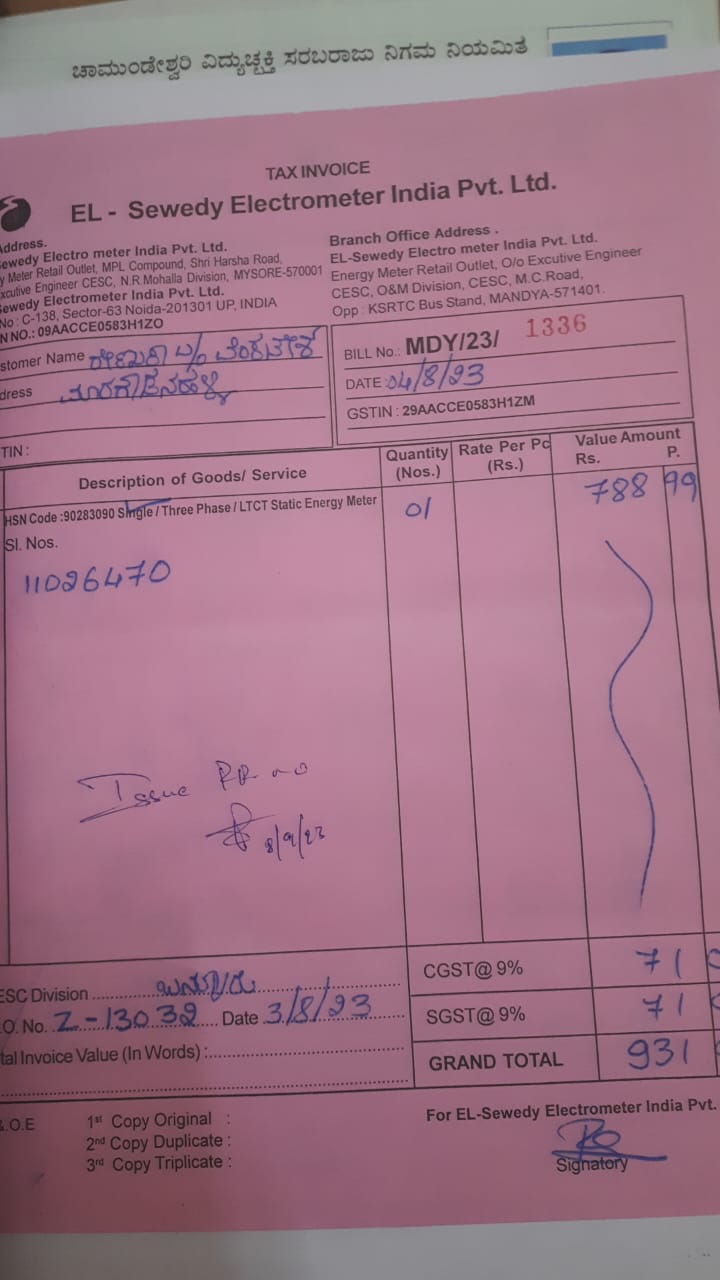 ಚಾಮುಂಡೇಶ್ವರಿ ವಿದ್ಯುಚ್ಛಕ್ತಿ ಸರಬರಾಜು ನಿಗಮ ನಿಯಮಿತ
TAX INVOICE
EL - Sewedy Electrometer India Pvt. Ltd.
Address.
ewedy Electro meter India Pvt. Ltd.
y Meter Retail Outlet, MPL Compound, Shri Harsha Road,
xcutive Engineer CESC, N.R.Mohalla Division, MYSORE-570001
Sewedy Electrometer India Pvt. Ltd.
No : C-138, Sector-63 Noida-201301 UP, INDIA
N NO.: 09AACCE0583H1ZO
Branch Office Address .
EL-Sewedy Electro meter India Pvt. Ltd.
Energy Meter Retail Outlet, O/o Excutive Engineer
CESC, O&M Division, CESC, M.C.Road,
Opp : KSRTC Bus Stand, MANDYA-571401.
stomer Name
dress
TIN :
BILL No.: MDY/23/ 1336
DATE : 04/8/23
GSTIN : 29AACCE0583H1ZM
Description of Goods/ Service Quantity (Nos.) Rate Per Pc (Rs.) Value Amount Rs. P.
HSN Code :90283090 Single / Three Phase / LTCT Static Energy Meter 01 788 99
Sl. Nos.
11026470
Issue RR no
8/9/23
ESC Division
.O. No. Z-13032 Date 3/8/23
tal Invoice Value (In Words) :
CGST@ 9% 71
SGST@ 9% 71
GRAND TOTAL 931
.O.E
1st Copy Original :
2nd Copy Duplicate :
3rd Copy Triplicate :
For EL-Sewedy Electrometer India Pvt.
Signatory